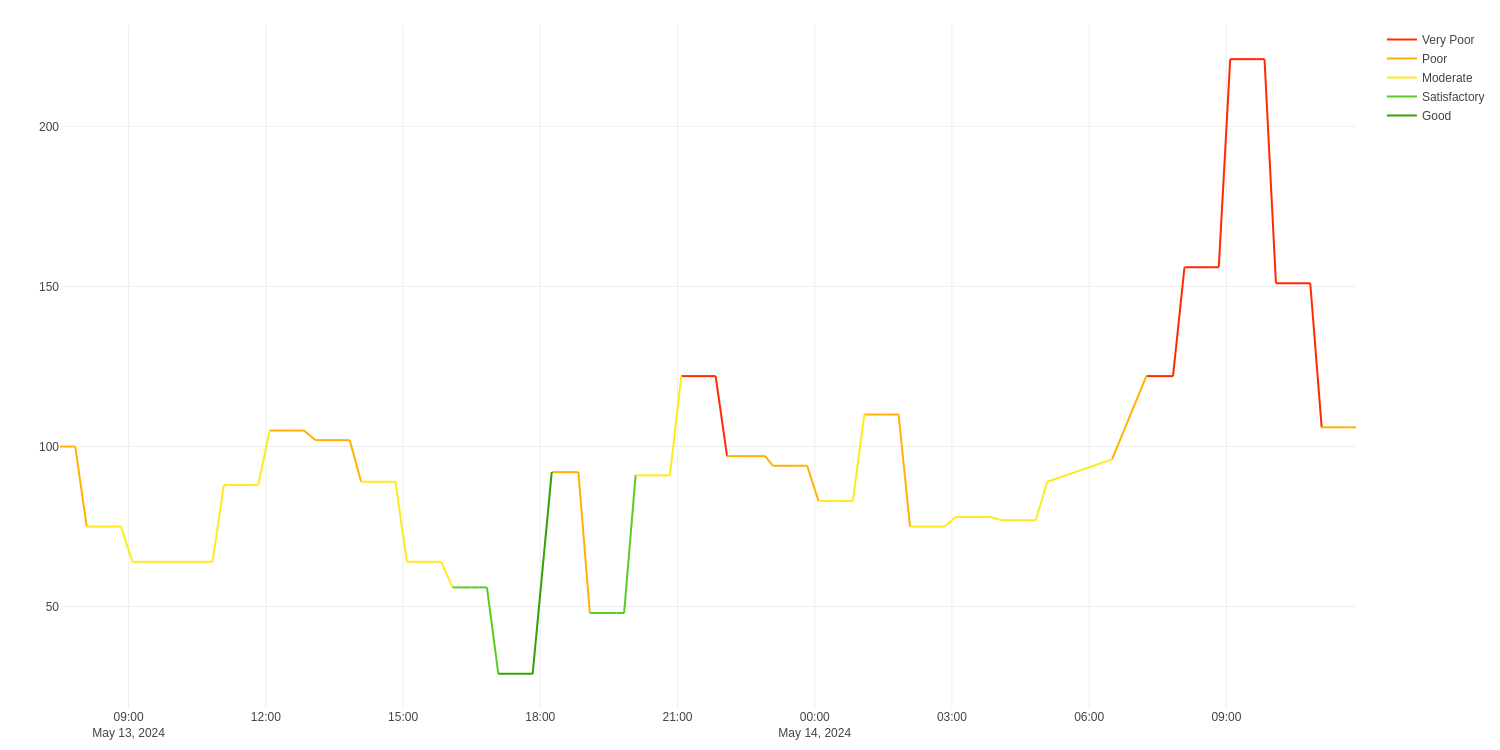 200
150
100
50
09:00
May 13, 2024
12:00
15:00
18:00
21:00
00:00
May 14, 2024
03:00
06:00
09:00
Very Poor
Poor
Moderate
Satisfactory
Good